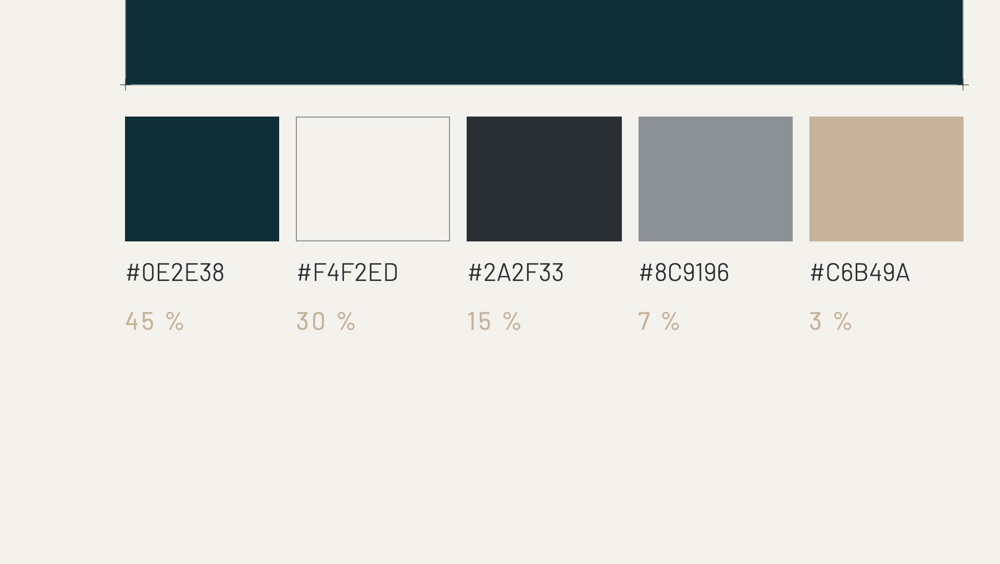 #0E2E38 #F4F2ED #2A2F33 #8C9196 #C6B49A
45 % 30 % 15 % 7 % 3 %